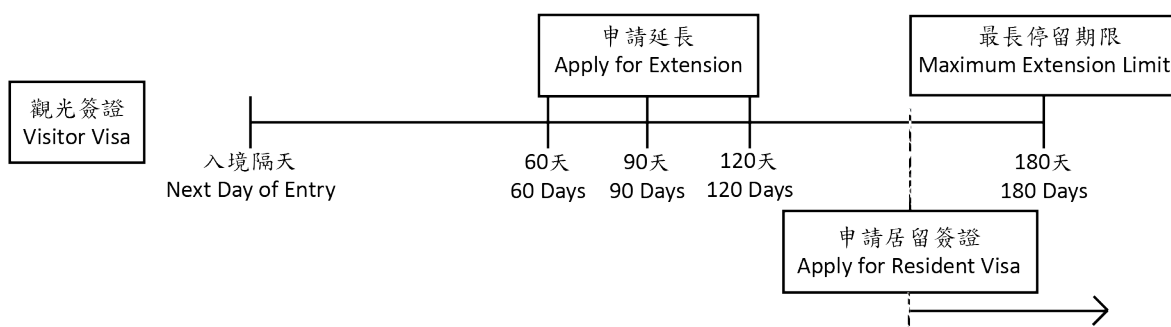 申請延長
Apply for Extension
最長停留期限
Maximum Extension Limit
觀光簽證
Visitor Visa
入境隔天
Next Day of Entry
60天
60 Days
90天
90 Days
120天
120 Days
180天
180 Days
申請居留簽證
Apply for Resident Visa